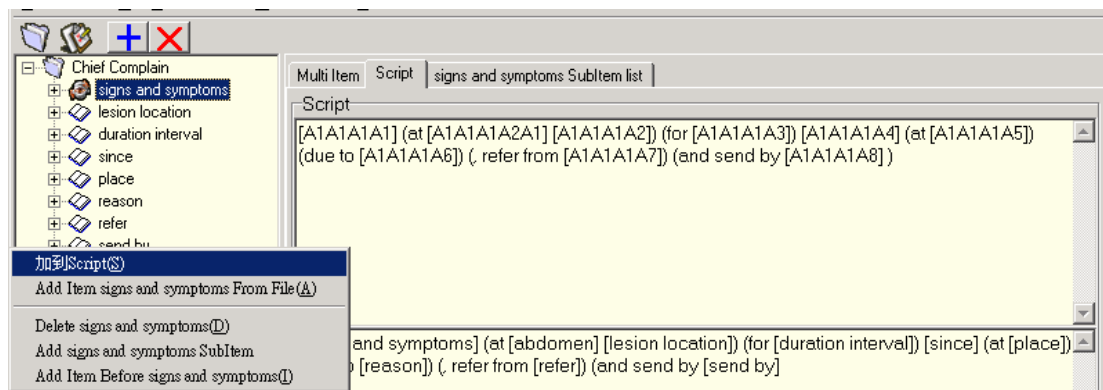 Chief Complain
signs and symptoms
lesion location
duration interval
since
place
reason
refer
send by
加到Script(S)
Add Item signs and symptoms From File(A)
Delete signs and symptoms(D)
Add signs and symptoms SubItem
Add Item Before signs and symptoms(I)
Multi Item
Script
signs and symptoms SubItem list
Script
[A1A1A1A1] (at [A1A1A1A2A1] [A1A1A1A2]) (for [A1A1A1A3]) [A1A1A1A4] (at [A1A1A1A5])
(due to [A1A1A1A6]) (, refer from [A1A1A1A7]) (and send by [A1A1A1A8] )
and symptoms] (at [abdomen] [lesion location]) (for [duration interval]) [since] (at [place])
[reason]) (, refer from [refer]) (and send by [send by]